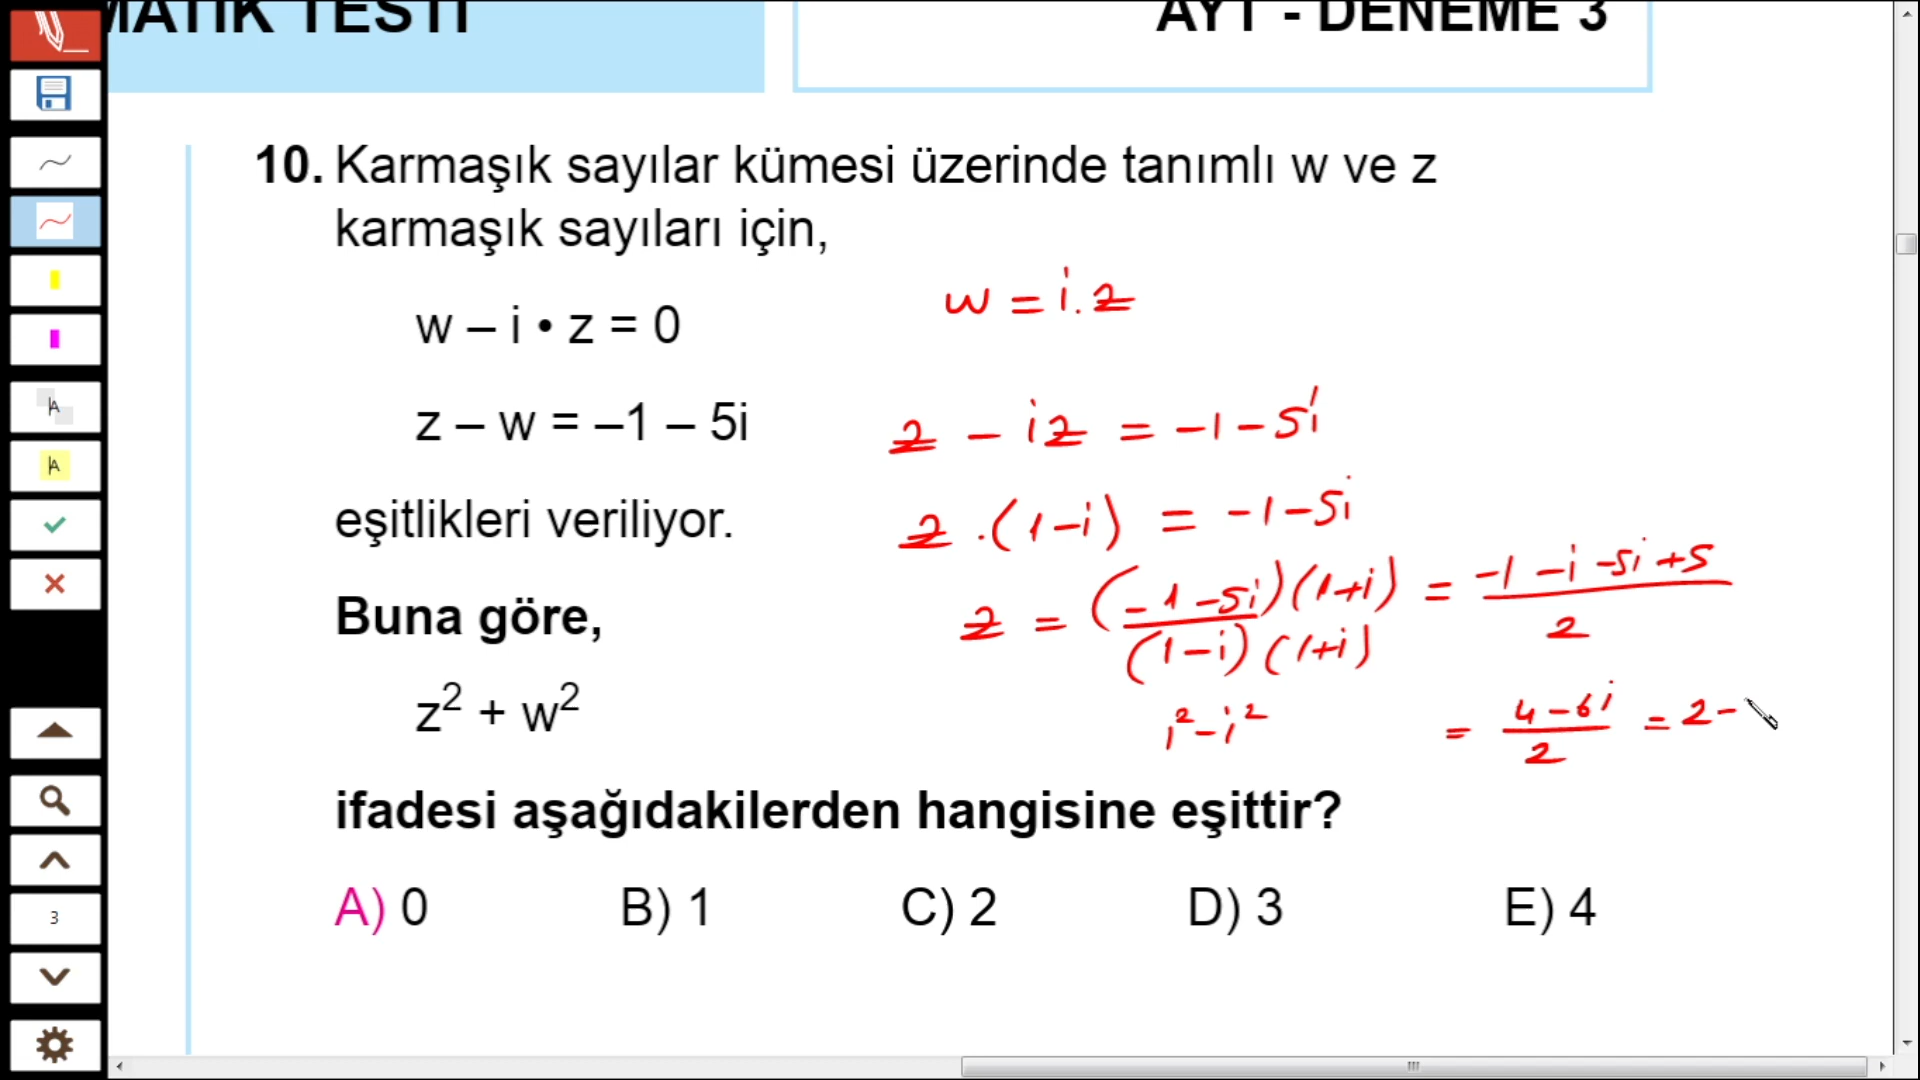 MATİK TESTİ
AYT - DENEME 3
10. Karmaşık sayılar kümesi üzerinde tanımlı w ve z
karmaşık sayıları için,
w – i • z = 0
w = i.z
z – w = –1 – 5i
z - iz = -1-5i
eşitlikleri veriliyor.
z.(1-i) = -1-5i
Buna göre,
z = (-1-5i)(1+i) / (1-i)(1+i) = -1-i-5i+5 / 2
z² + w²
i²-i²
= 4-6i / 2 = 2-
ifadesi aşağıdakilerden hangisine eşittir?
A) 0 B) 1 C) 2 D) 3 E) 4
3